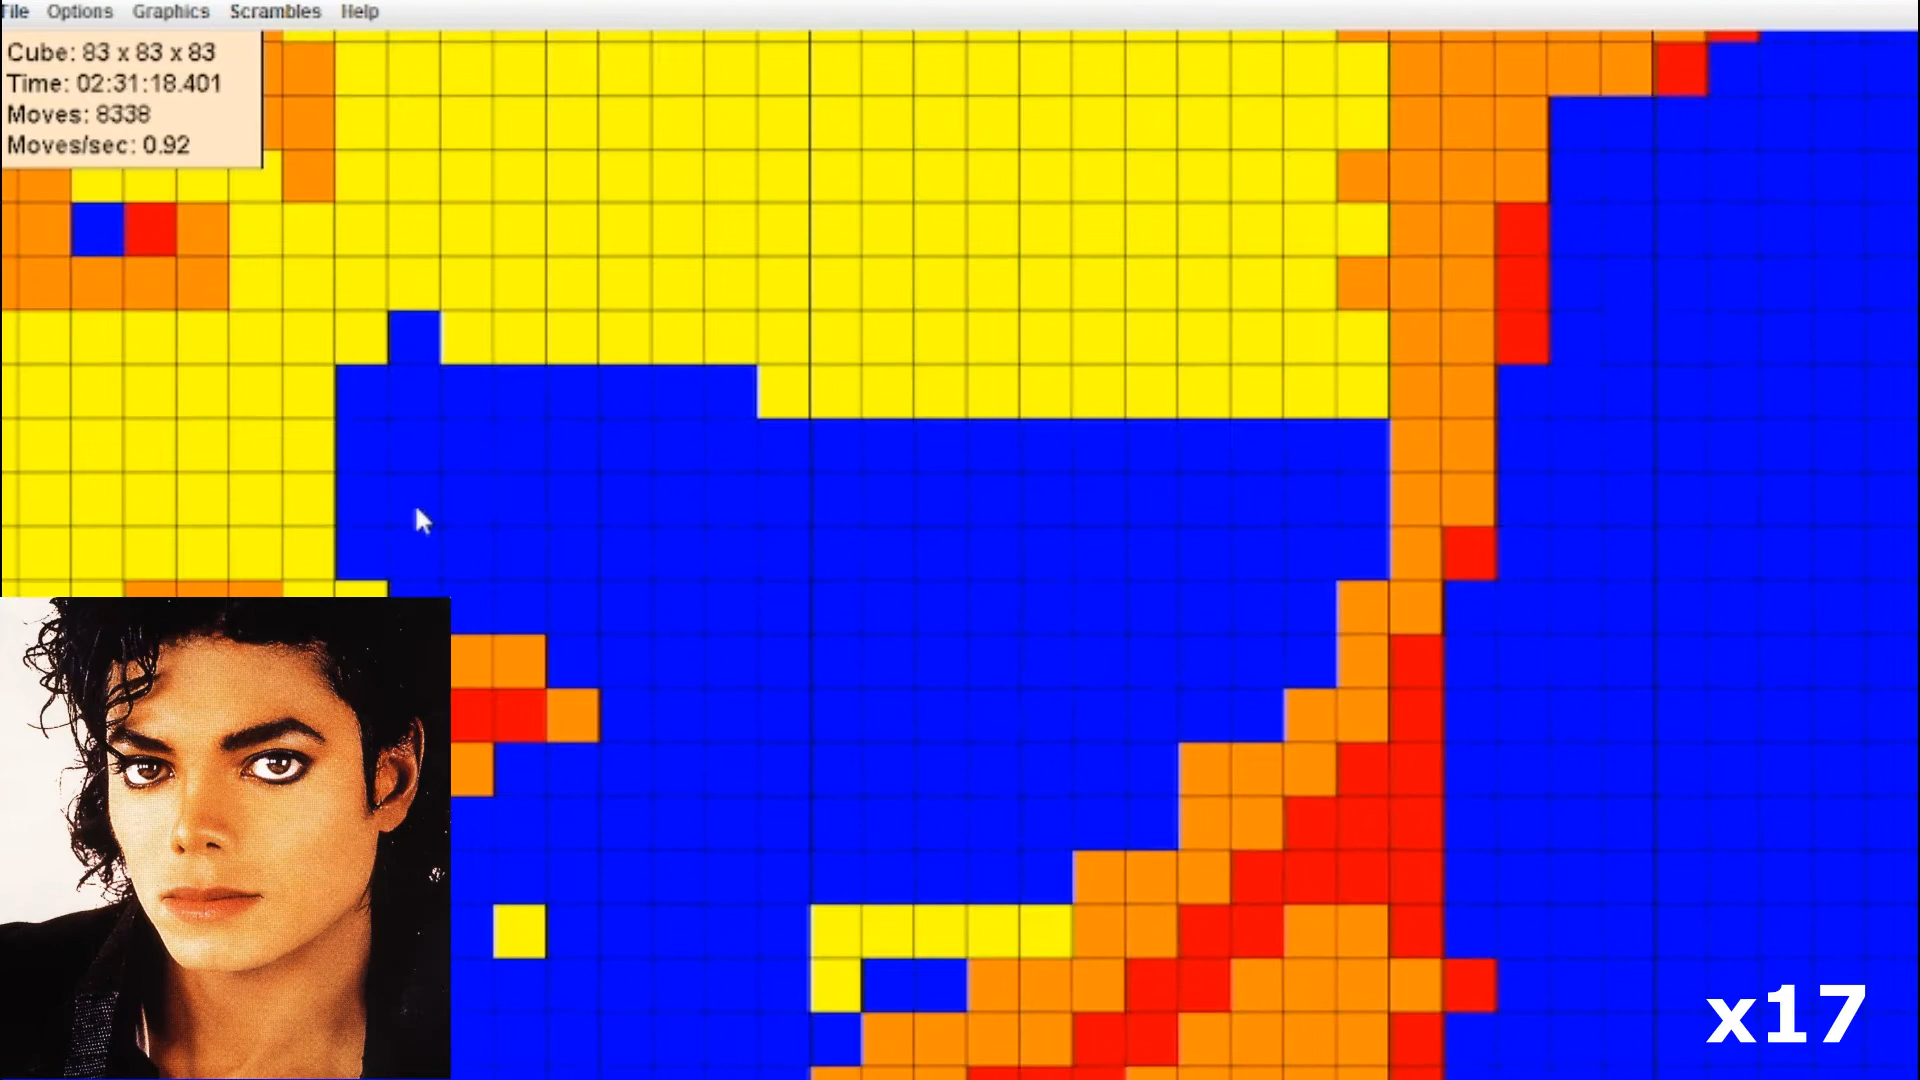 File Options Graphics Scrambles Help
Cube: 83 x 83 x 83
Time: 02:31:18.401
Moves: 8338
Moves/sec: 0.92
x17